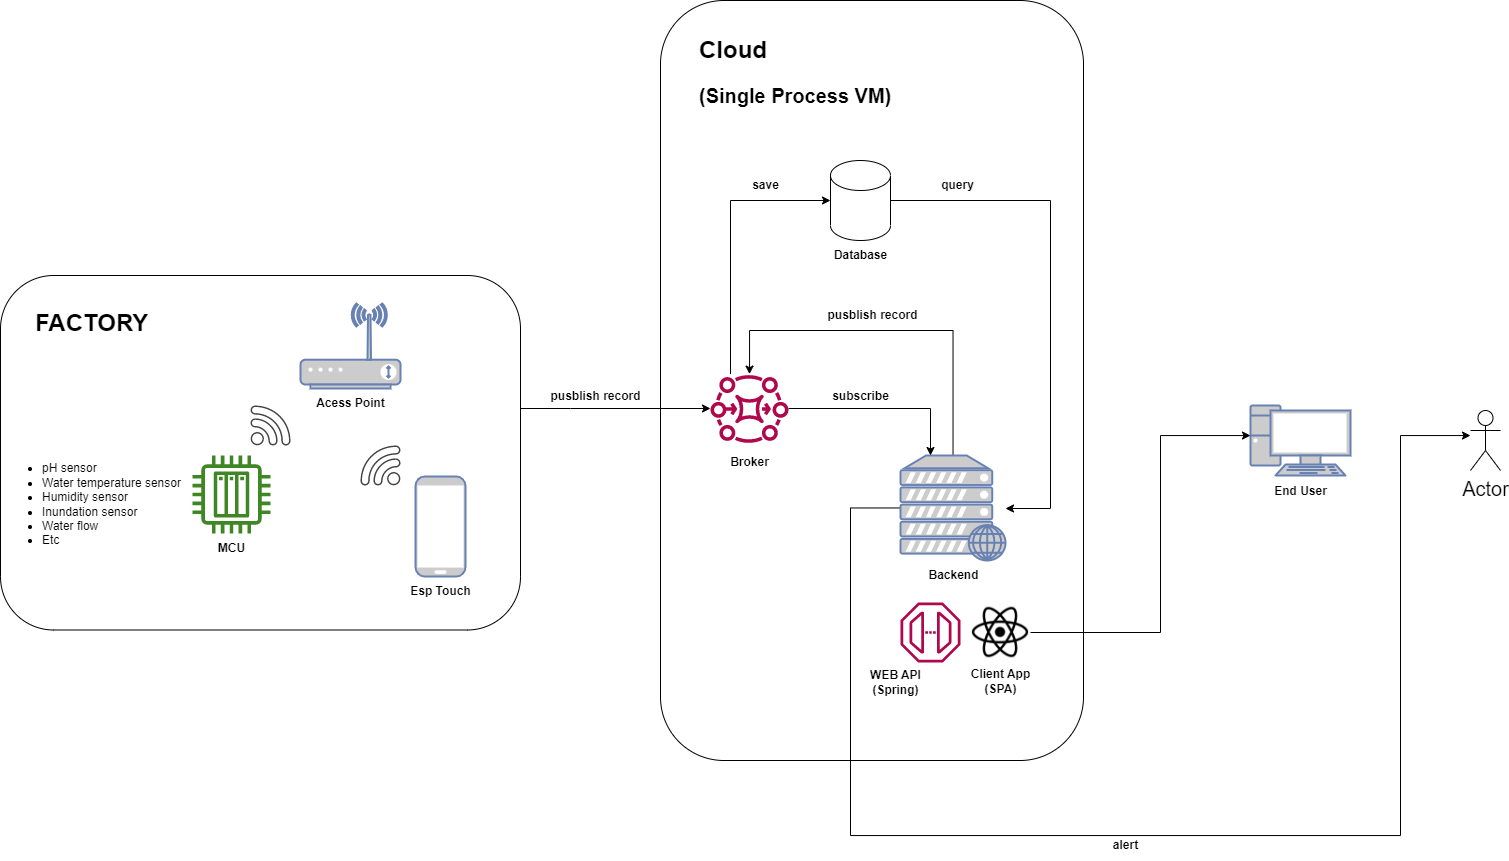 Cloud
(Single Process VM)
save
query
Database
FACTORY
pusblish record
Acess Point
pusblish record
subscribe
Broker
pH sensor
Water temperature sensor
Humidity sensor
Inundation sensor
Water flow
Etc
MCU
Esp Touch
Backend
End User
Actor
WEB API
(Spring)
Client App
(SPA)
alert